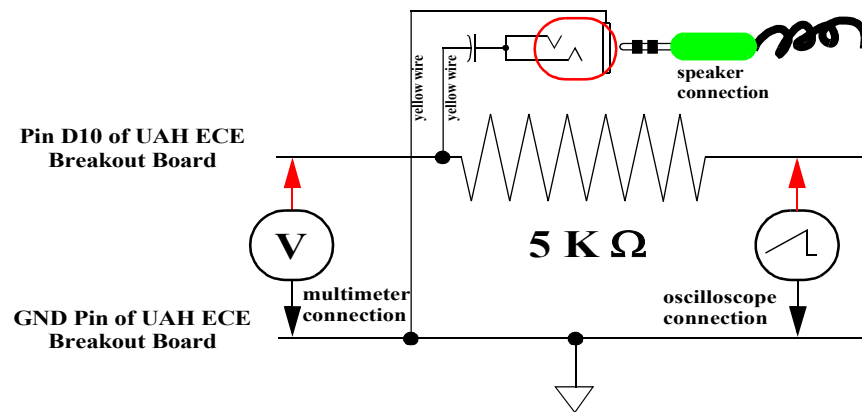 yellow wire
yellow wire
speaker
connection
Pin D10 of UAH ECE
Breakout Board
V
5 K Ω
multimeter
connection
oscilloscope
connection
GND Pin of UAH ECE
Breakout Board